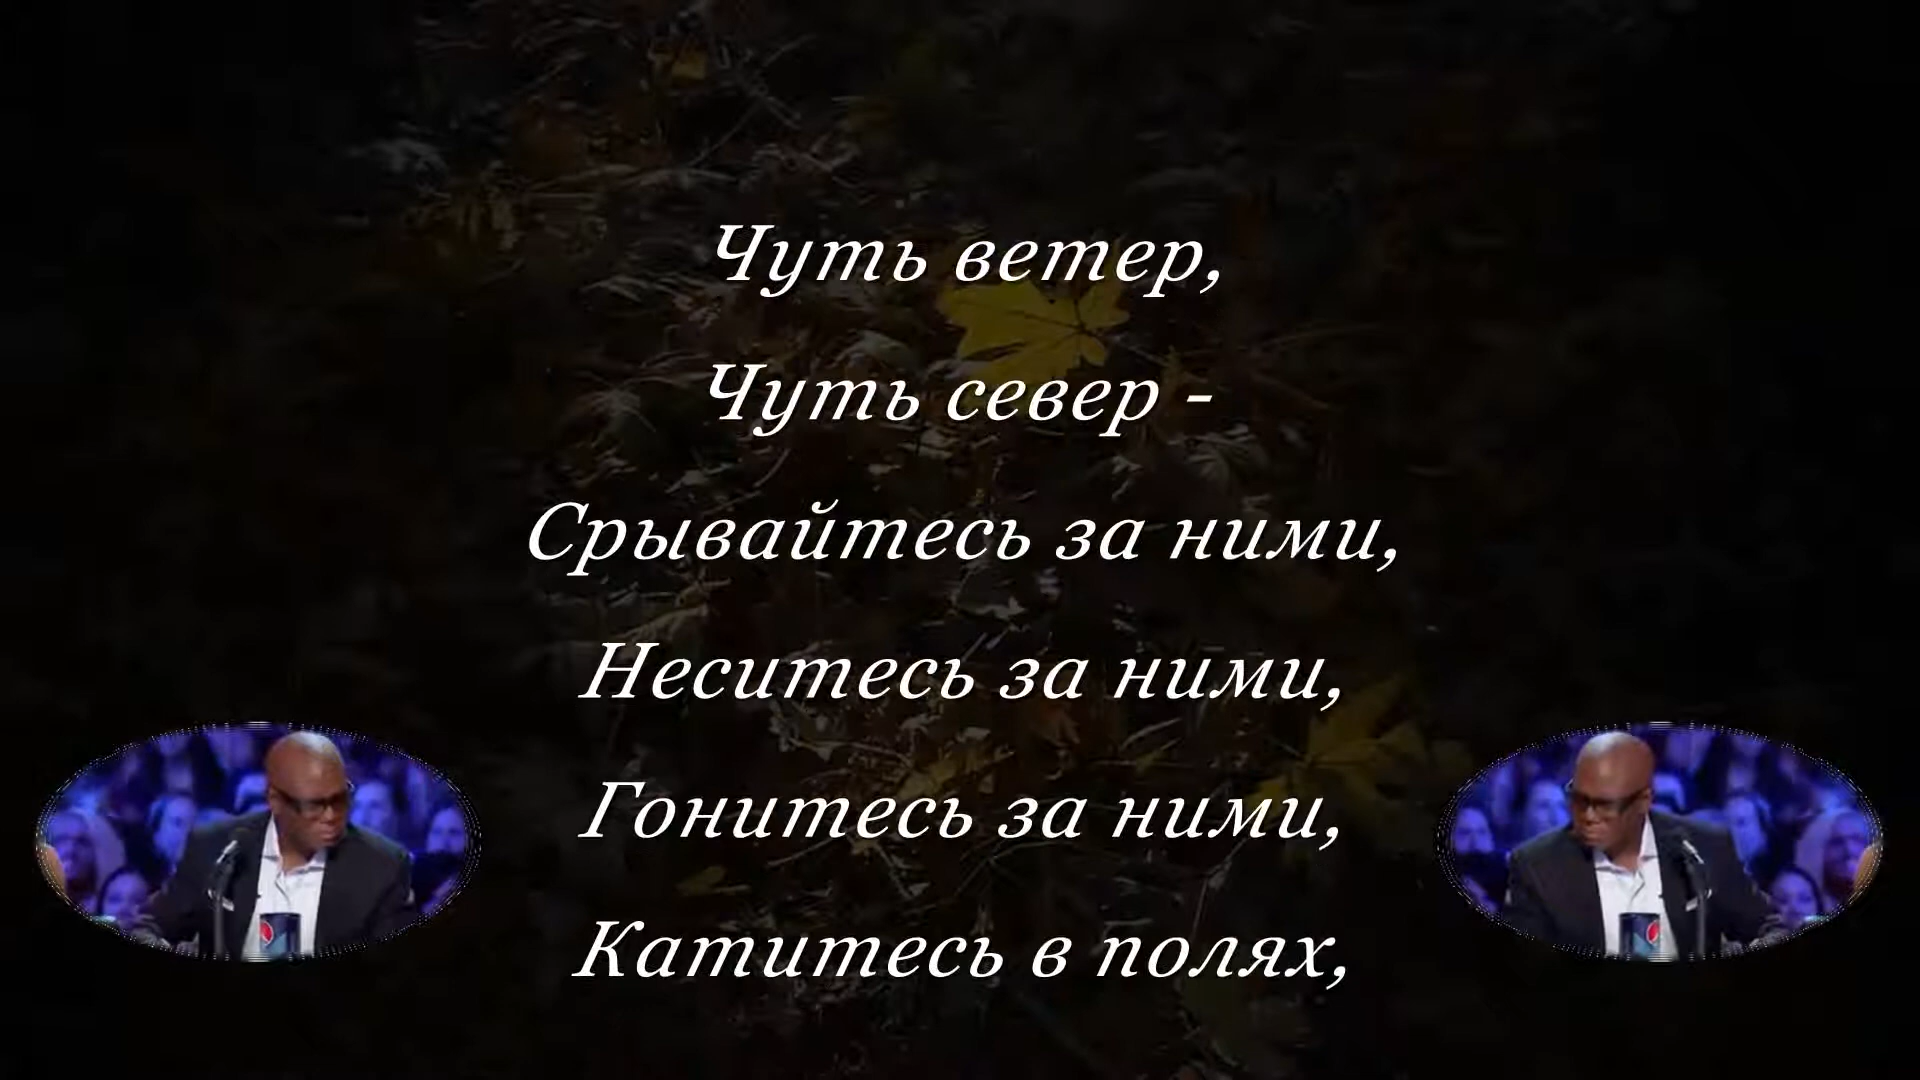 Чуть ветер,
Чуть север -
Срывайтесь за ними,
Неситесь за ними,
Гонитесь за ними,
Катитесь в полях,